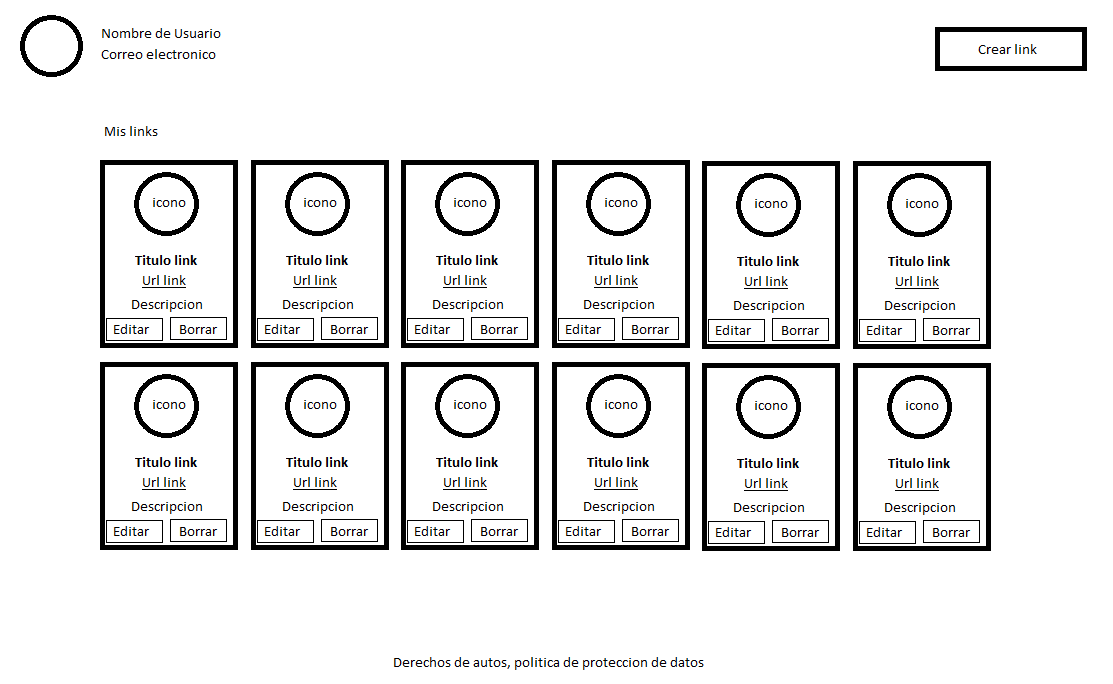 Nombre de Usuario
Correo electronico
Crear link
Mis links
icono icono icono icono icono icono
Titulo link Titulo link Titulo link Titulo link Titulo link Titulo link
Url link Url link Url link Url link Url link Url link
Descripcion Descripcion Descripcion Descripcion Descripcion Descripcion
Editar Borrar Editar Borrar Editar Borrar Editar Borrar Editar Borrar Editar Borrar
icono icono icono icono icono icono
Titulo link Titulo link Titulo link Titulo link Titulo link Titulo link
Url link Url link Url link Url link Url link Url link
Descripcion Descripcion Descripcion Descripcion Descripcion Descripcion
Editar Borrar Editar Borrar Editar Borrar Editar Borrar Editar Borrar Editar Borrar
Derechos de autos, politica de proteccion de datos